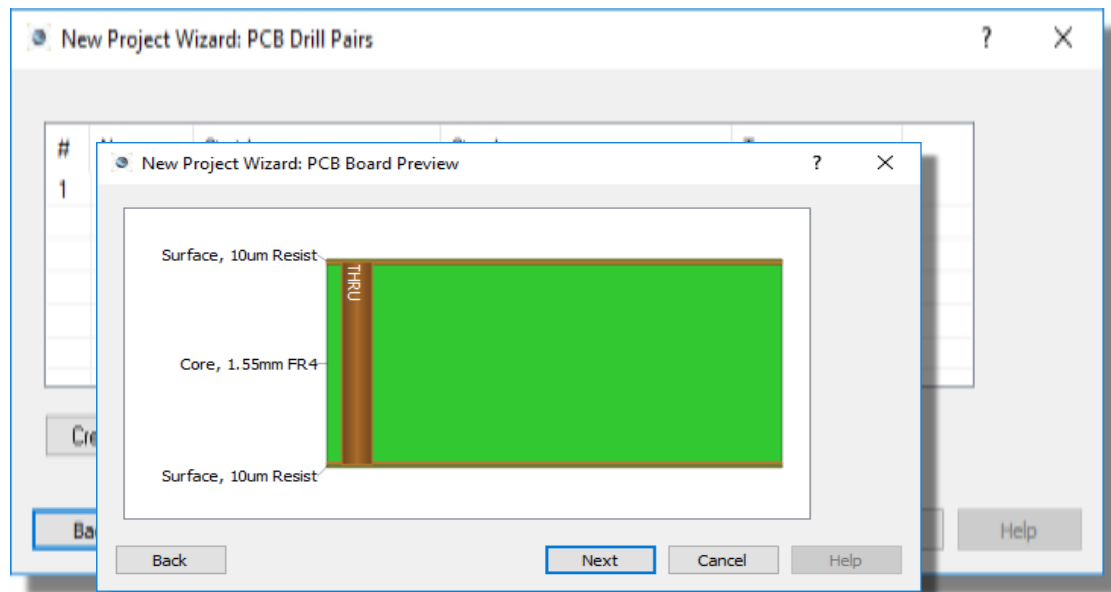 New Project Wizard: PCB Drill Pairs
?
#
1
New Project Wizard: PCB Board Preview
?
Surface, 10um Resist
THRU
Core, 1.55mm FR4
Surface, 10um Resist
Back
Next
Cancel
Help
Help